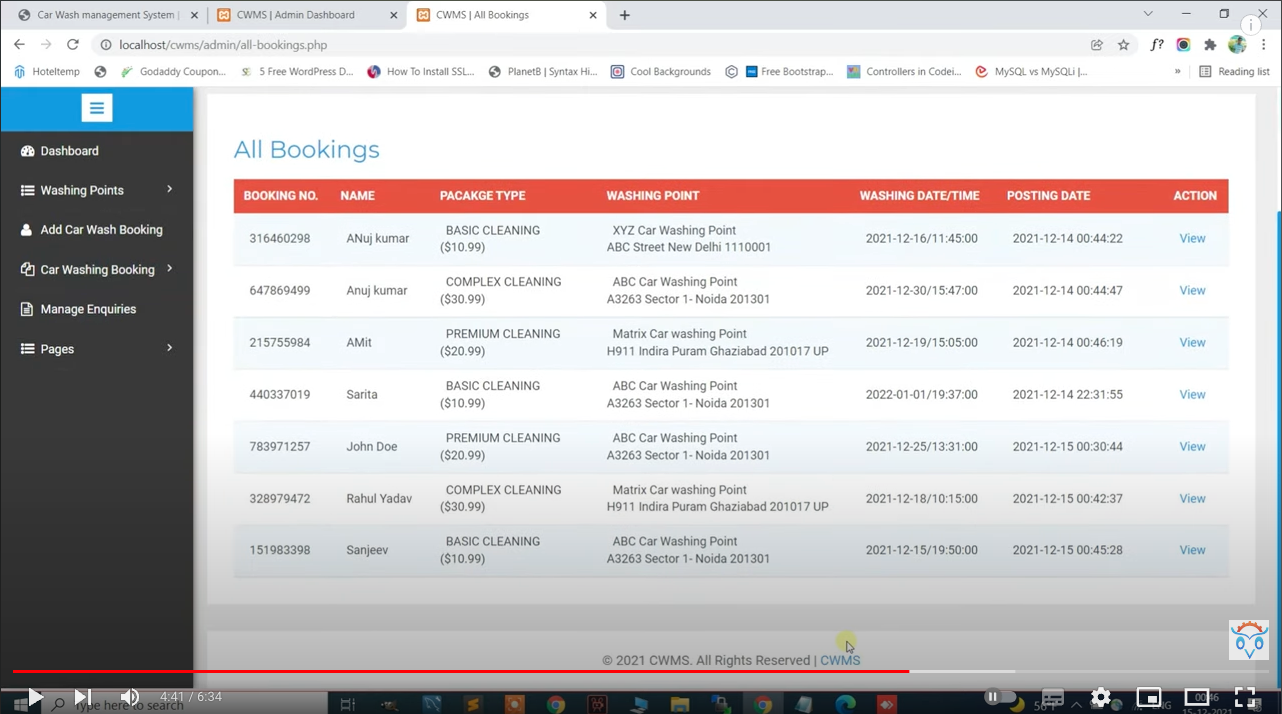 Car Wash management System |
CWMS | Admin Dashboard
CWMS | All Bookings
localhost/cwms/admin/all-bookings.php
f?
Hoteltemp
Godaddy Coupon...
5 Free WordPress D...
How To Install SSL...
PlanetB | Syntax Hi...
Cool Backgrounds
Free Bootstrap...
Controllers in Codei...
MySQL vs MySQLi |...
»
Reading list
Dashboard
Washing Points
Add Car Wash Booking
Car Washing Booking
Manage Enquiries
Pages
All Bookings
BOOKING NO. NAME PACAKGE TYPE WASHING POINT WASHING DATE/TIME POSTING DATE ACTION
BASIC CLEANING XYZ Car Washing Point
316460298 ANuj kumar 2021-12-16/11:45:00 2021-12-14 00:44:22 View
($10.99) ABC Street New Delhi 1110001
COMPLEX CLEANING ABC Car Washing Point
647869499 Anuj kumar 2021-12-30/15:47:00 2021-12-14 00:44:47 View
($30.99) A3263 Sector 1- Noida 201301
PREMIUM CLEANING Matrix Car washing Point
215755984 AMit 2021-12-19/15:05:00 2021-12-14 00:46:19 View
($20.99) H911 Indira Puram Ghaziabad 201017 UP
BASIC CLEANING ABC Car Washing Point
440337019 Sarita 2022-01-01/19:37:00 2021-12-14 22:31:55 View
($10.99) A3263 Sector 1- Noida 201301
PREMIUM CLEANING ABC Car Washing Point
783971257 John Doe 2021-12-25/13:31:00 2021-12-15 00:30:44 View
($20.99) A3263 Sector 1- Noida 201301
COMPLEX CLEANING Matrix Car washing Point
328979472 Rahul Yadav 2021-12-18/10:15:00 2021-12-15 00:42:37 View
($30.99) H911 Indira Puram Ghaziabad 201017 UP
BASIC CLEANING ABC Car Washing Point
151983398 Sanjeev 2021-12-15/19:50:00 2021-12-15 00:45:28 View
($10.99) A3263 Sector 1- Noida 201301
© 2021 CWMS. All Rights Reserved | CWMS
4:41 / 6:34
Type here to search
00:46
ENG
15-12-2021